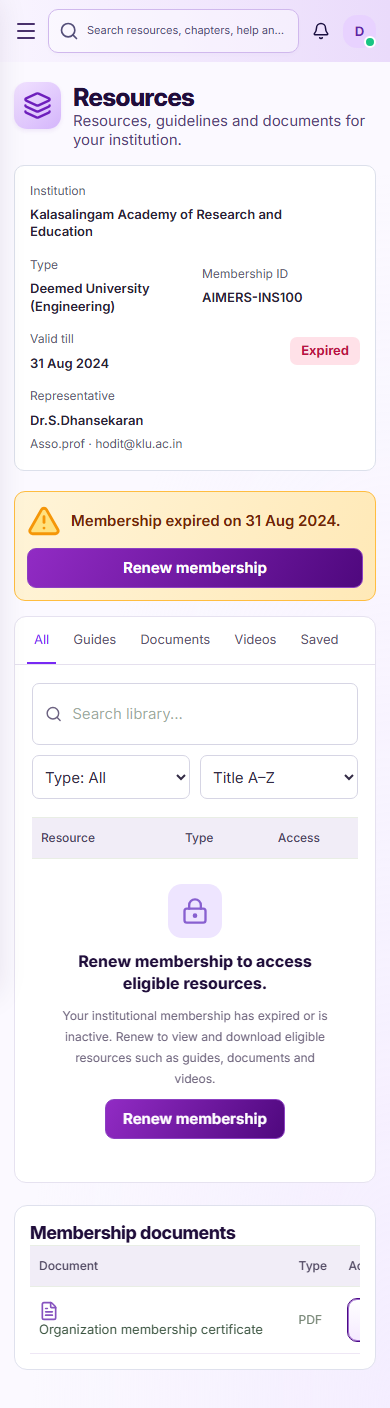 Search resources, chapters, help an...
D
Resources
Resources, guidelines and documents for
your institution.
Institution
Kalasalingam Academy of Research and
Education
Type
Membership ID
Deemed University
(Engineering)
AIMERS-INS100
Valid till
31 Aug 2024
Expired
Representative
Dr.S.Dhansekaran
Asso.prof · hodit@klu.ac.in
Membership expired on 31 Aug 2024.
Renew membership
All Guides Documents Videos Saved
Search library...
Type: All Title A–Z
Resource Type Access
Renew membership to access
eligible resources.
Your institutional membership has expired or is
inactive. Renew to view and download eligible
resources such as guides, documents and
videos.
Renew membership
Membership documents
Document Type
Organization membership certificate PDF